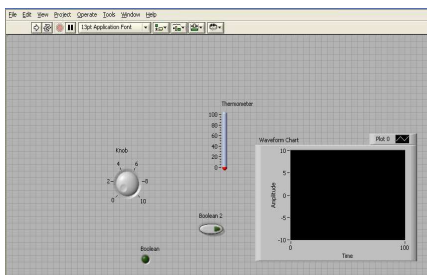 File Edit View Project Operate Tools Window Help
13pt Application Font
Thermometer
100
80
60
40
20
0
Knob
4 6
2 8
0 10
Boolean 2
Boolean
Waveform Chart
Plot 0
Amplitude
10
5
0
-5
-10
0 100
Time